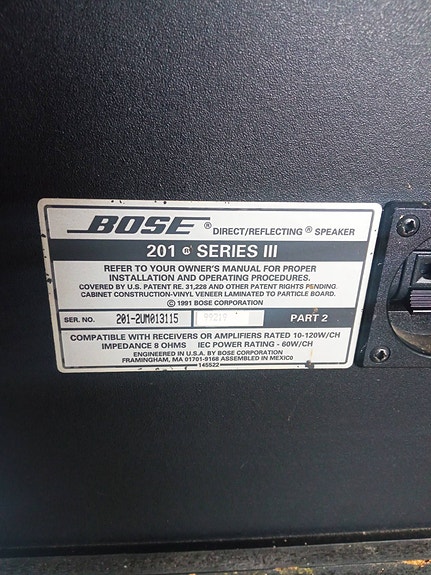 BOSE ® DIRECT/REFLECTING ® SPEAKER
201 ® SERIES III
REFER TO YOUR OWNER'S MANUAL FOR PROPER
INSTALLATION AND OPERATING PROCEDURES.
COVERED BY U.S. PATENT RE. 31,228 AND OTHER PATENT RIGHTS PENDING.
CABINET CONSTRUCTION-VINYL VENEER LAMINATED TO PARTICLE BOARD.
© 1991 BOSE CORPORATION
SER. NO. 201-2UM013115 PART 2
COMPATIBLE WITH RECEIVERS OR AMPLIFIERS RATED 10-120W/CH
IMPEDANCE 8 OHMS IEC POWER RATING - 60W/CH
ENGINEERED IN U.S.A. BY BOSE CORPORATION
FRAMINGHAM, MA 01701-9168 ASSEMBLED IN MEXICO
145522